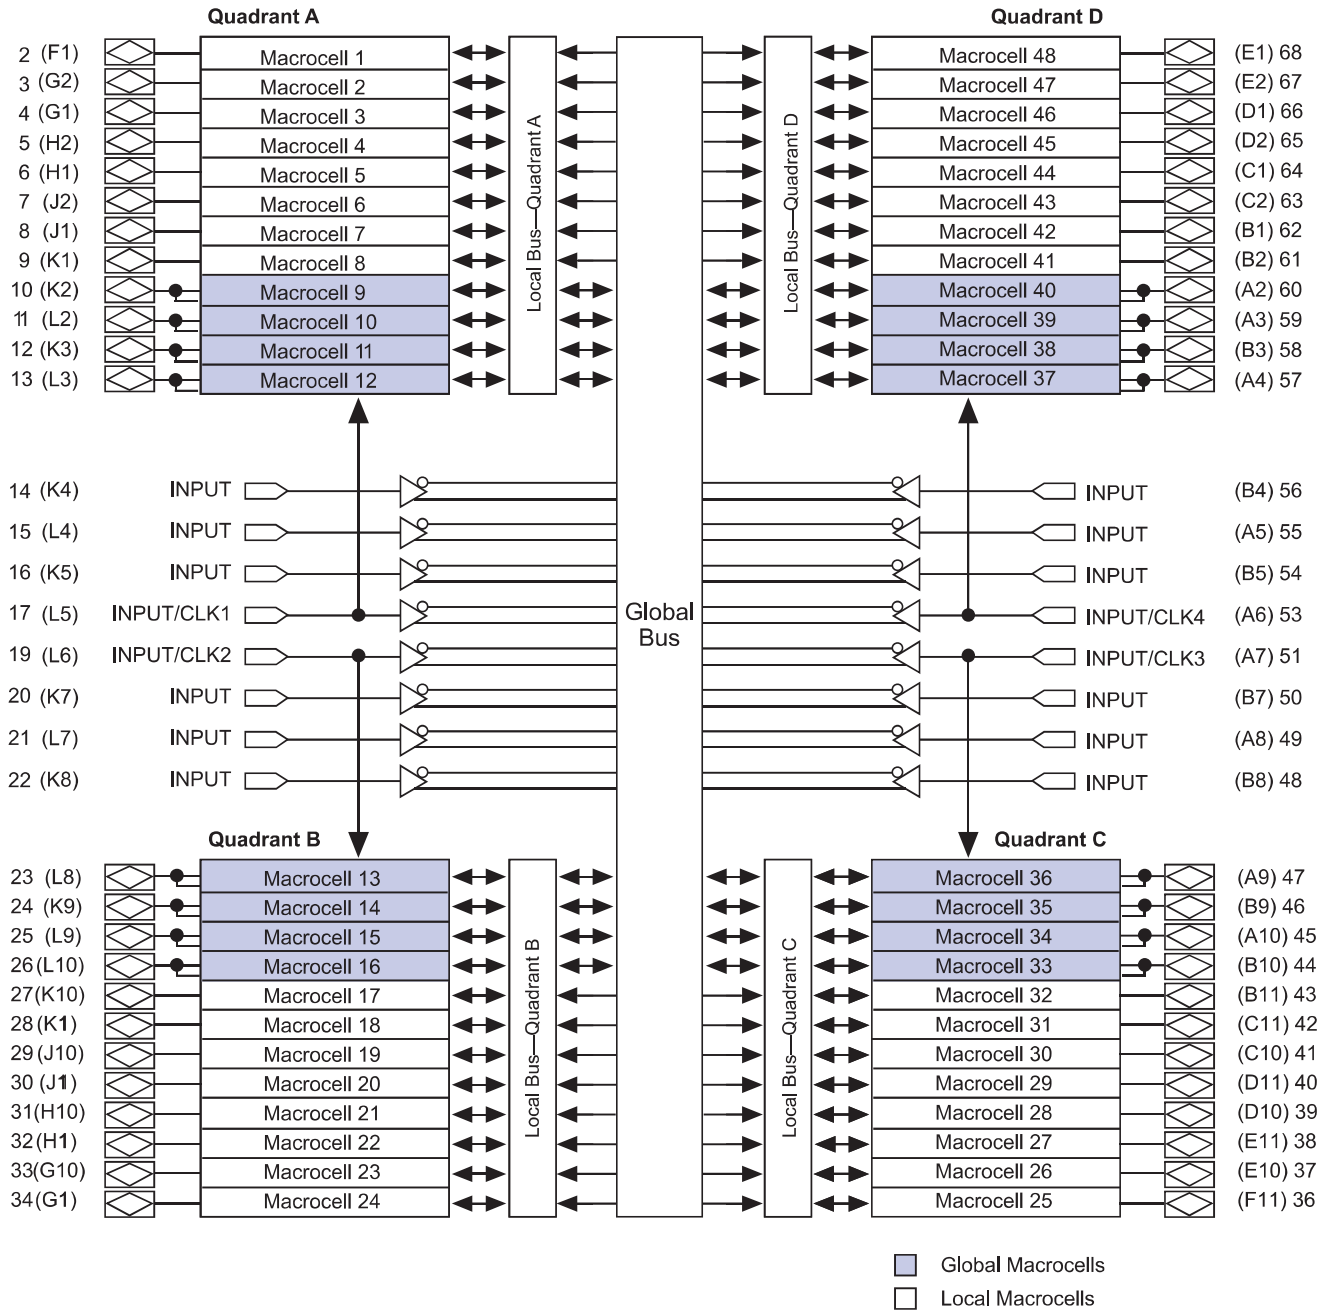 Quadrant A Quadrant D
2 (F1) Macrocell 1 Macrocell 48 (E1) 68
3 (G2) Macrocell 2 Macrocell 47 (E2) 67
4 (G1) Macrocell 3 Macrocell 46 (D1) 66
5 (H2) Macrocell 4 Macrocell 45 (D2) 65
6 (H1) Macrocell 5 Macrocell 44 (C1) 64
7 (J2) Macrocell 6 Macrocell 43 (C2) 63
8 (J1) Macrocell 7 Macrocell 42 (B1) 62
9 (K1) Macrocell 8 Macrocell 41 (B2) 61
10 (K2) Macrocell 9 Macrocell 40 (A2) 60
11 (L2) Macrocell 10 Macrocell 39 (A3) 59
12 (K3) Macrocell 11 Macrocell 38 (B3) 58
13 (L3) Macrocell 12 Macrocell 37 (A4) 57
Local Bus—Quadrant A
Local Bus—Quadrant D
14 (K4) INPUT INPUT (B4) 56
15 (L4) INPUT INPUT (A5) 55
16 (K5) INPUT INPUT (B5) 54
17 (L5) INPUT/CLK1 INPUT/CLK4 (A6) 53
Global
Bus
19 (L6) INPUT/CLK2 INPUT/CLK3 (A7) 51
20 (K7) INPUT INPUT (B7) 50
21 (L7) INPUT INPUT (A8) 49
22 (K8) INPUT INPUT (B8) 48
Quadrant B Quadrant C
23 (L8) Macrocell 13 Macrocell 36 (A9) 47
24 (K9) Macrocell 14 Macrocell 35 (B9) 46
25 (L9) Macrocell 15 Macrocell 34 (A10) 45
26(L10) Macrocell 16 Macrocell 33 (B10) 44
27(K10) Macrocell 17 Macrocell 32 (B11) 43
28(K1) Macrocell 18 Macrocell 31 (C11) 42
29(J10) Macrocell 19 Macrocell 30 (C10) 41
30(J1) Macrocell 20 Macrocell 29 (D11) 40
31(H10) Macrocell 21 Macrocell 28 (D10) 39
32(H1) Macrocell 22 Macrocell 27 (E11) 38
33(G10) Macrocell 23 Macrocell 26 (E10) 37
34(G1) Macrocell 24 Macrocell 25 (F11) 36
Local Bus—Quadrant B
Local Bus—Quadrant C
Global Macrocells
Local Macrocells